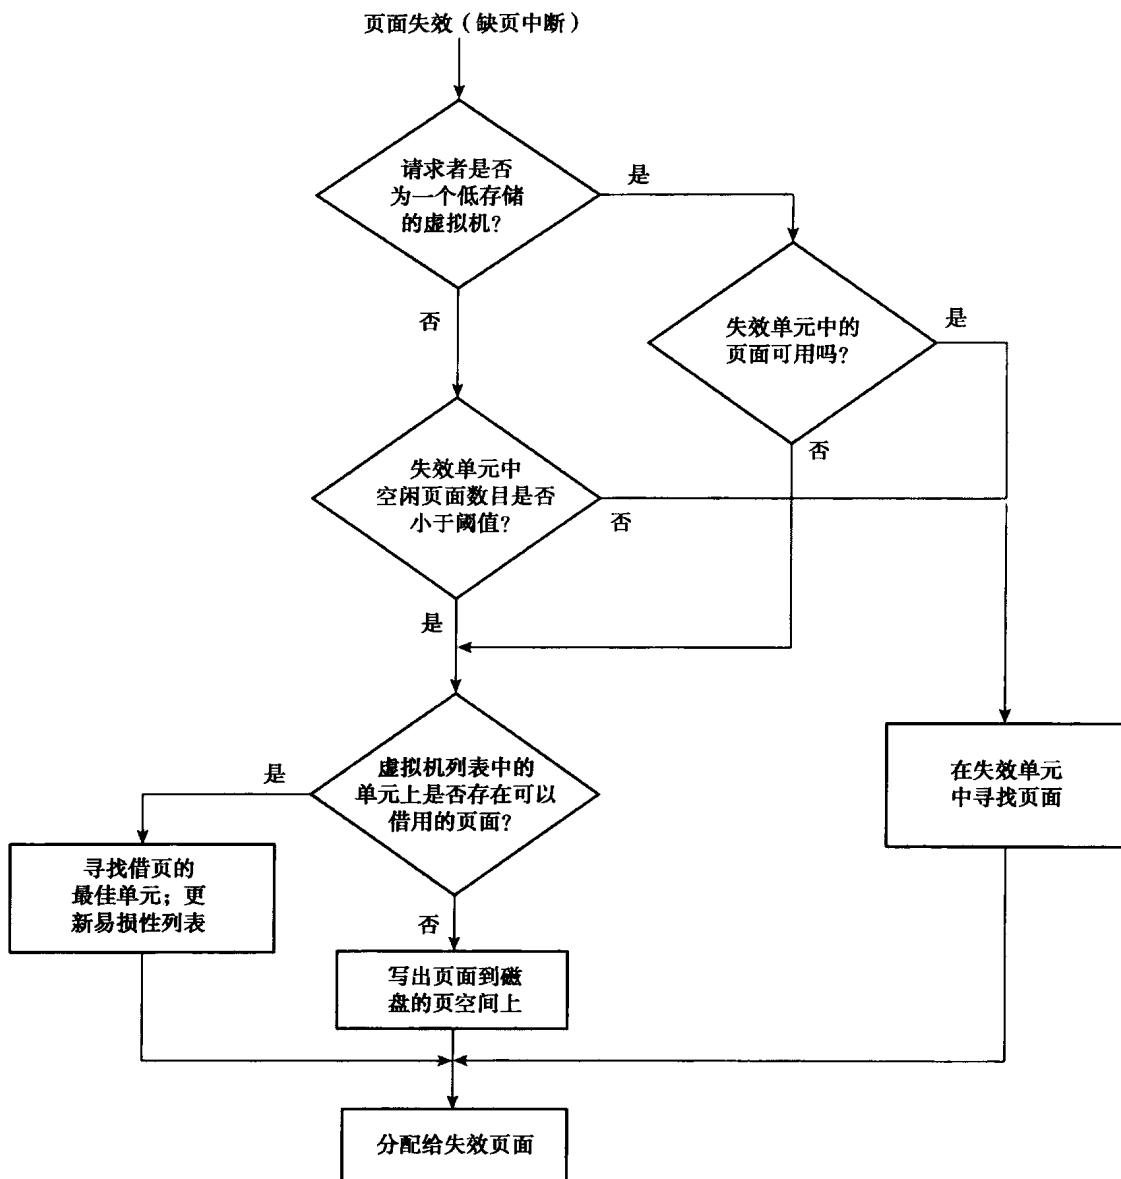 页面失效（缺页中断）
请求者是否
为一个低存储
的虚拟机？
是
否
失效单元中的
页面可用吗？
是
否
失效单元中
空闲页面数目是否
小于阈值？
否
是
虚拟机列表中的
单元上是否存在可以
借用的页面？
是
否
在失效单元
中寻找页面
寻找借页的
最佳单元；更
新易损性列表
写出页面到磁
盘的页空间上
分配给失效页面